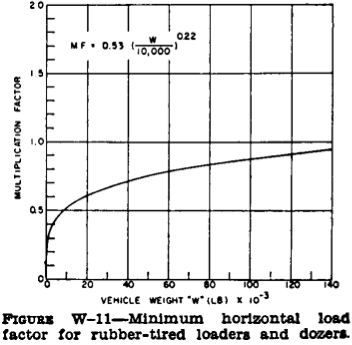 2.0
MF = 0.53 (W/10,000)^0.22
1.5
1.0
0.5
0
MULTIPLICATION FACTOR
0 20 40 60 80 100 120 140
VEHICLE WEIGHT "W" (LB) X 10⁻³
FIGURE W-11—Minimum horizontal load
factor for rubber-tired loaders and dozers.